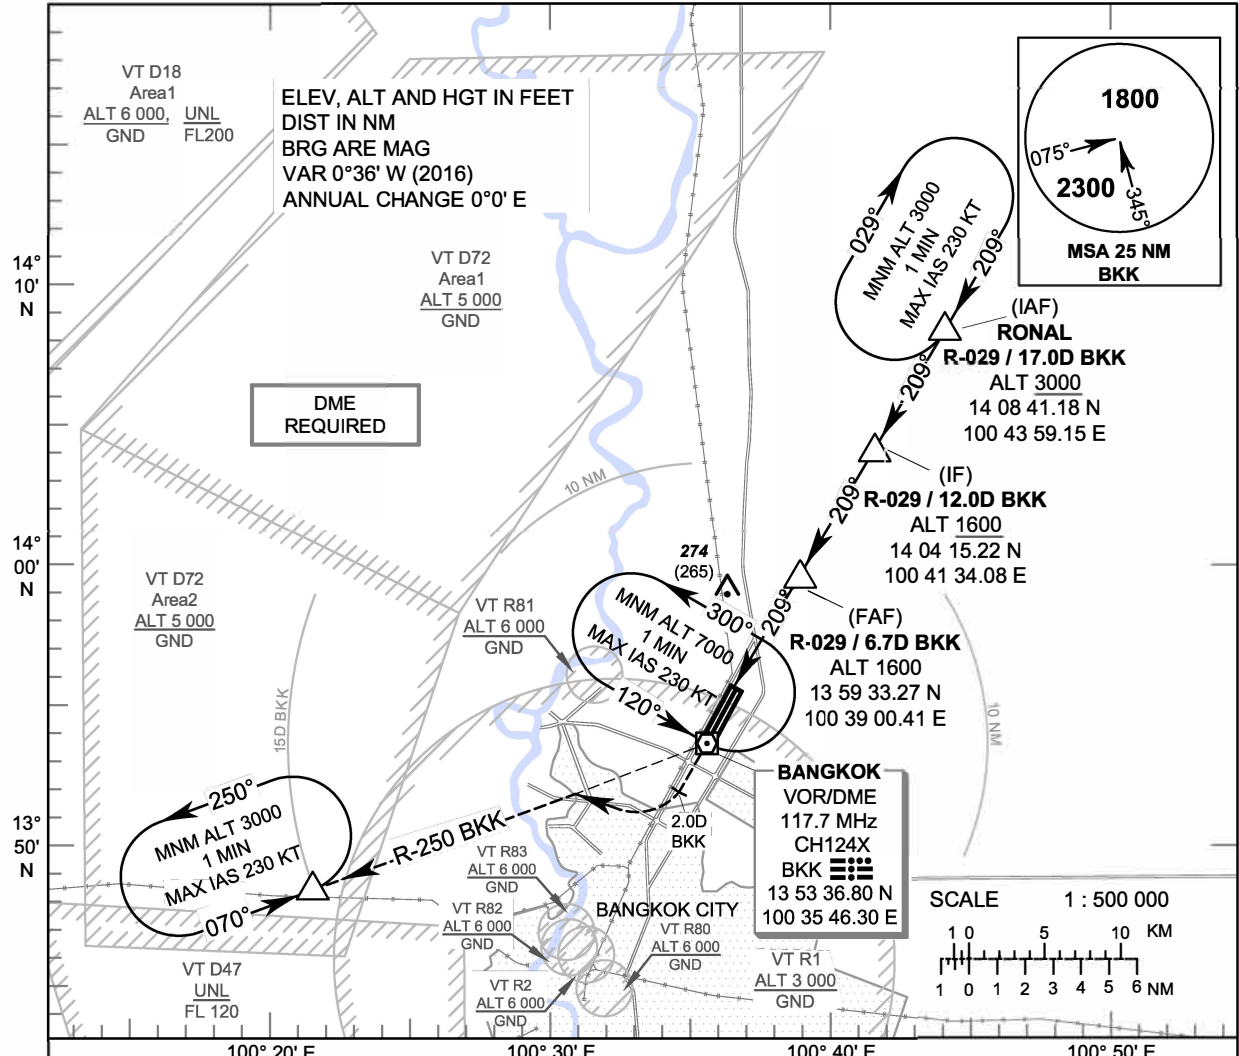 VT D18
Area1
ALT 6 000, UNL
GND FL200
ELEV, ALT AND HGT IN FEET
DIST IN NM
BRG ARE MAG
VAR 0°36' W (2016)
ANNUAL CHANGE 0°0' E
1800
075°
2300
345°
MSA 25 NM
BKK
029°
MNM ALT 3000
1 MIN
MAX IAS 230 KT
209°
14°
10'
N
VT D72
Area1
ALT 5 000
GND
(IAF)
RONAL
R-029 / 17.0D BKK
ALT 3000
14 08 41.18 N
100 43 59.15 E
209°
DME
REQUIRED
10 NM
(IF)
R-029 / 12.0D BKK
ALT 1600
14 04 15.22 N
100 41 34.08 E
209°
14°
00'
N
274
(265)
VT D72
Area2
ALT 5 000
GND
VT R81
ALT 6 000
GND
300°
MNM ALT 7000
1 MIN
MAX IAS 230 KT
120°
209°
(FAF)
R-029 / 6.7D BKK
ALT 1600
13 59 33.27 N
100 39 00.41 E
15D BKK
10 NM
BANGKOK
VOR/DME
117.7 MHz
CH124X
BKK
13 53 36.80 N
100 35 46.30 E
250°
MNM ALT 3000
1 MIN
MAX IAS 230 KT
070°
R-250 BKK
2.0D
BKK
13°
50'
N
VT R83
ALT 6 000
GND
VT R82
ALT 6 000
GND
BANGKOK CITY
VT R80
ALT 6 000
GND
VT R2
ALT 6 000
GND
VT R1
ALT 3 000
GND
VT D47
UNL
FL 120
SCALE 1 : 500 000
1 0 5 10 KM
1 0 1 2 3 4 5 6 NM
100° 20' E
100° 30' E
100° 40' E
100° 50' E